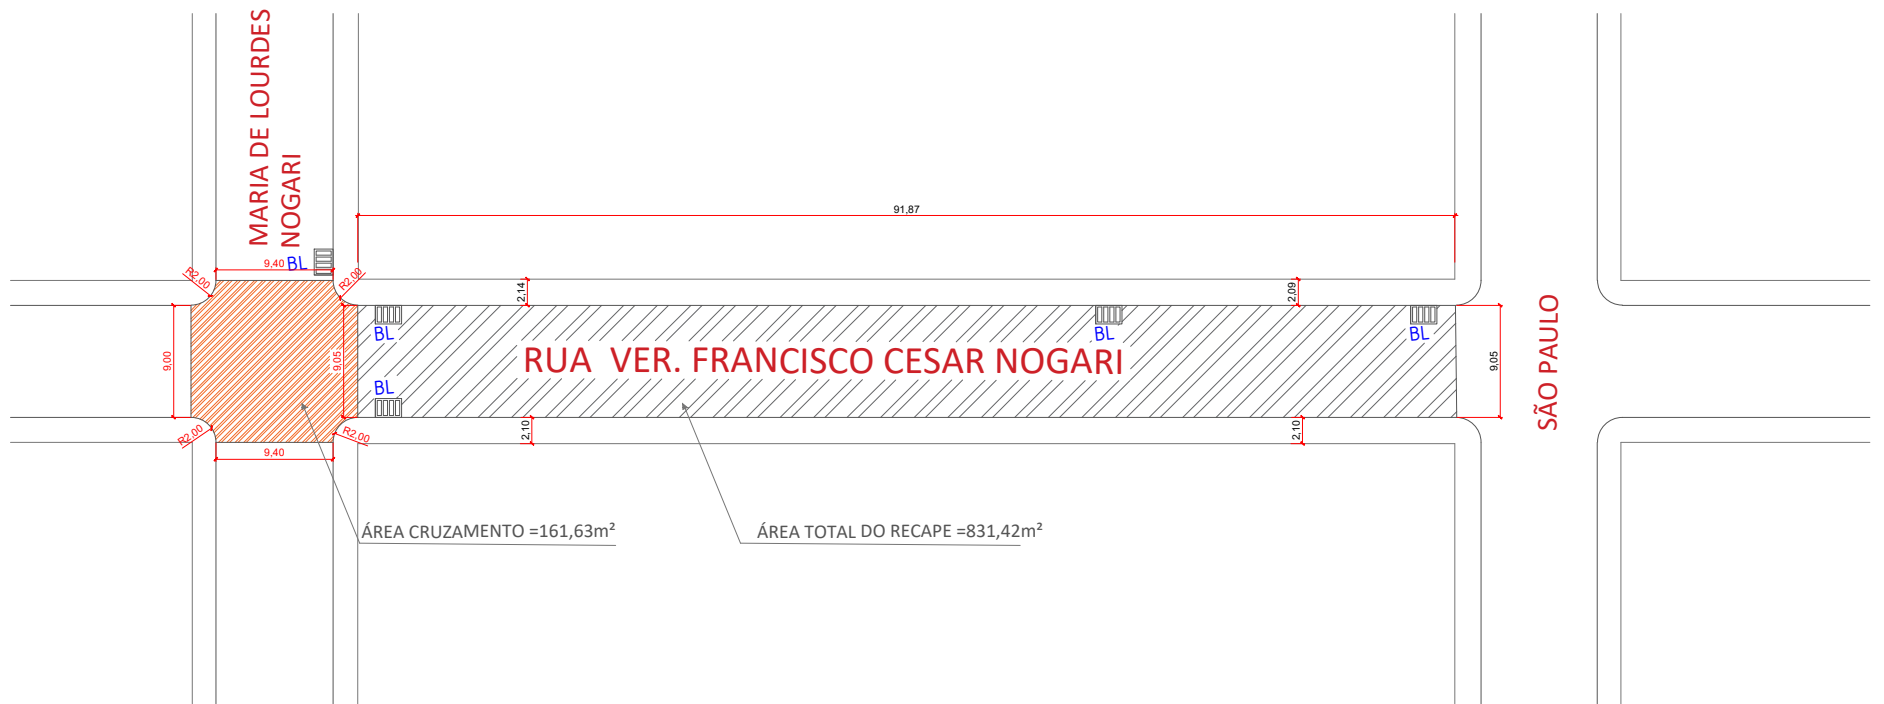 MARIA DE LOURDES
NOGARI
91,87
9,40
BL
R2,00
R2,00
2,14
2,09
BL
BL
BL
9,00
9,05
RUA VER. FRANCISCO CESAR NOGARI
9,05
SÃO PAULO
BL
R2,00
R2,00
2,10
2,10
9,40
ÁREA CRUZAMENTO =161,63m²
ÁREA TOTAL DO RECAPE =831,42m²